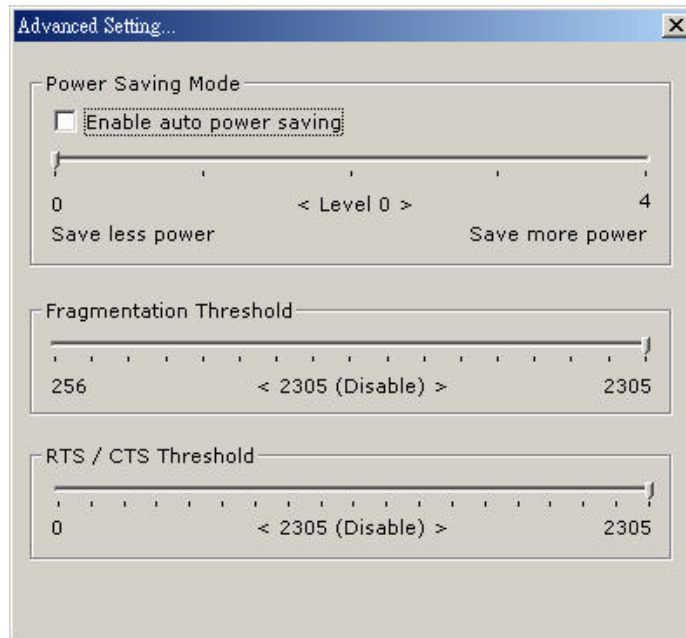 Advanced Setting...
Power Saving Mode
Enable auto power saving
0 < Level 0 > 4
Save less power Save more power
Fragmentation Threshold
256 < 2305 (Disable) > 2305
RTS / CTS Threshold
0 < 2305 (Disable) > 2305